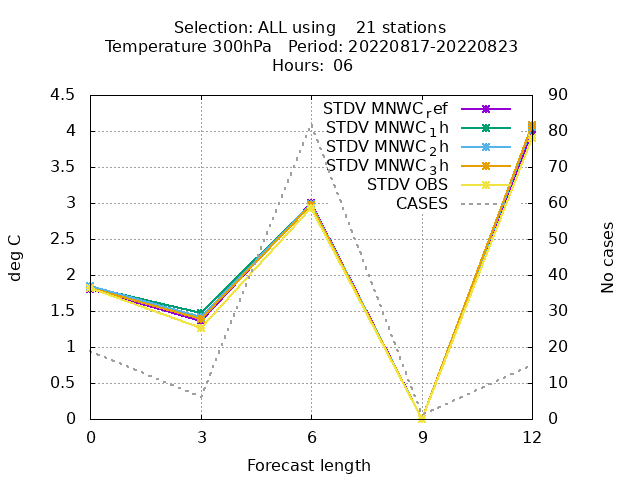 Selection: ALL using    21 stations
Temperature 300hPa   Period: 20220817-20220823
Hours:  06
4.5
4
3.5
3
2.5
2
1.5
1
0.5
0
90
80
70
60
50
40
30
20
10
0
STDV MNWC_ref
STDV MNWC_1h
STDV MNWC_2h
STDV MNWC_3h
STDV OBS
CASES
deg C
No cases
0 3 6 9 12
Forecast length